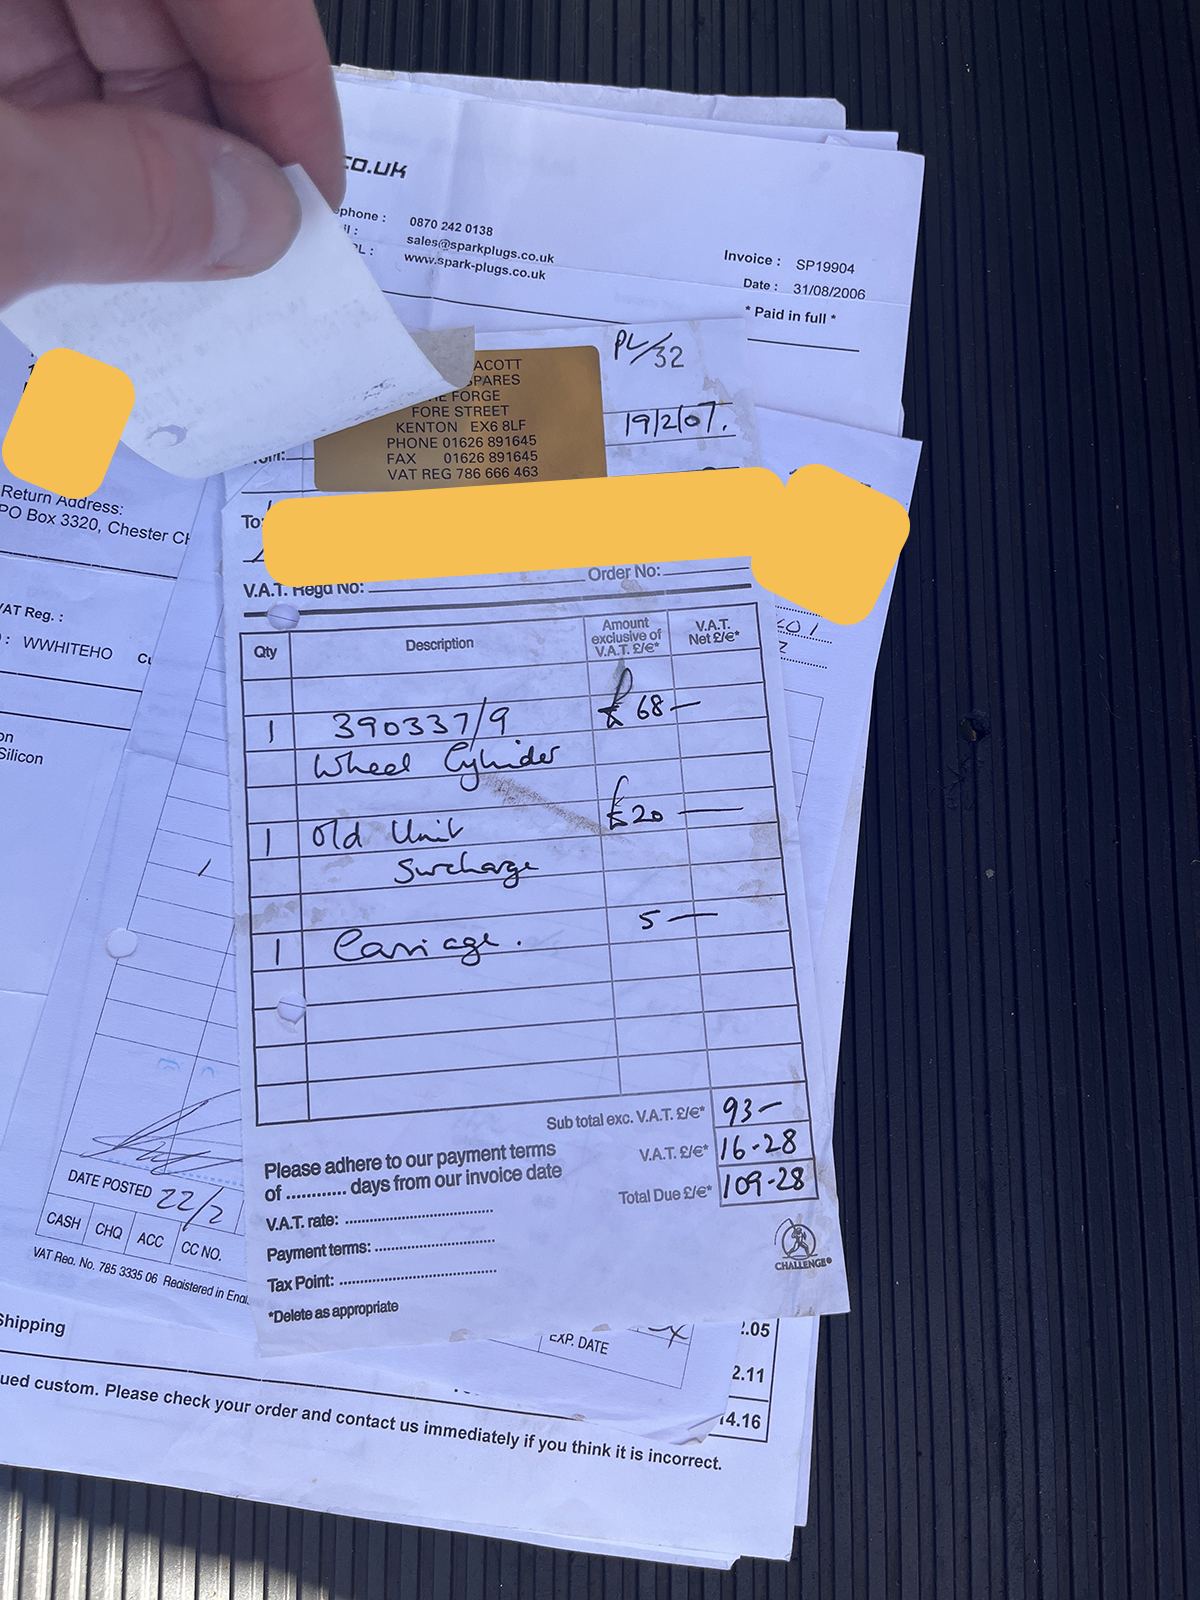 co.uk
0870 242 0138
sales@sparkplugs.co.uk
www.spark-plugs.co.uk
Invoice : SP19904
Date : 31/08/2006
* Paid in full *
PL/32
ACOTT
SPARES
FORGE
FORE STREET
KENTON EX6 8LF
PHONE 01626 891645
FAX 01626 891645
VAT REG 786 666 463
19/2/07.
To:
V.A.T. Regd No:
Order No:
Qty Description Amount exclusive of V.A.T. £/€* V.A.T. Net £/€*
1 390337/9 £68—
Wheel Cylinder
1 Old Unit £20—
Surcharge
1 Carriage. 5—
Sub total exc. V.A.T. £/€* 93—
V.A.T. £/€* 16-28
Total Due £/€* 109-28
Please adhere to our payment terms
of ............ days from our invoice date
V.A.T. rate:
Payment terms:
Tax Point:
*Delete as appropriate
CHALLENGE®
Return Address:
PO Box 3320, Chester
VAT Reg. :
: WWHITEHO
Silicon
1
DATE POSTED 22/2
CASH CHQ ACC CC NO.
VAT Reg. No. 785 3335 06 Registered in
EXP. DATE
Shipping
.05
2.11
14.16
ued custom. Please check your order and contact us immediately if you think it is incorrect.